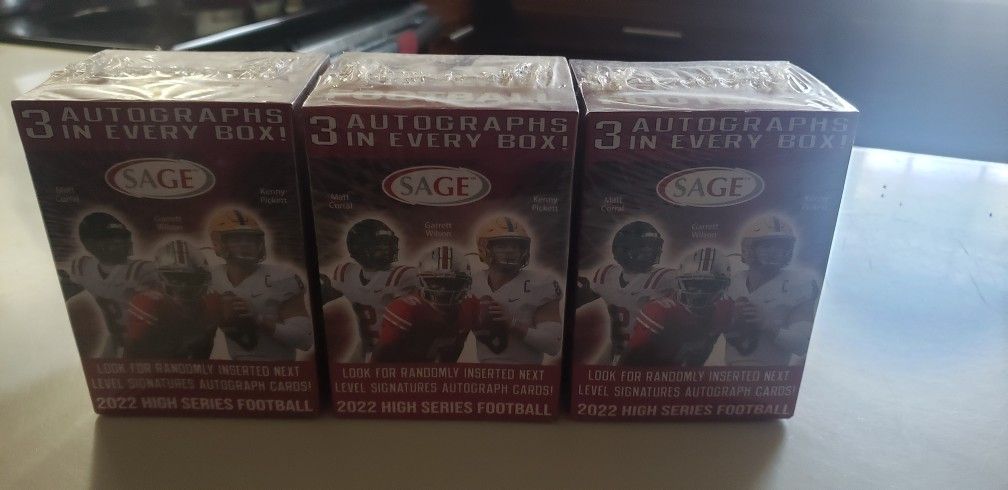 3 AUTOGRAPHS
IN EVERY BOX!
SAGE
Matt
Corral
Garrett
Wilson
Kenny
Pickett
LOOK FOR RANDOMLY INSERTED NEXT
LEVEL SIGNATURES AUTOGRAPH CARDS!
2022 HIGH SERIES FOOTBALL
3 AUTOGRAPHS
IN EVERY BOX!
SAGE
Matt
Corral
Garrett
Wilson
Kenny
Pickett
C
LOOK FOR RANDOMLY INSERTED NEXT
LEVEL SIGNATURES AUTOGRAPH CARDS!
2022 HIGH SERIES FOOTBALL
3 AUTOGRAPHS
IN EVERY BOX!
SAGE
Matt
Corral
Garrett
Wilson
Kenny
Pickett
LOOK FOR RANDOMLY INSERTED NEXT
LEVEL SIGNATURES AUTOGRAPH CARDS!
2022 HIGH SERIES FOOTBALL